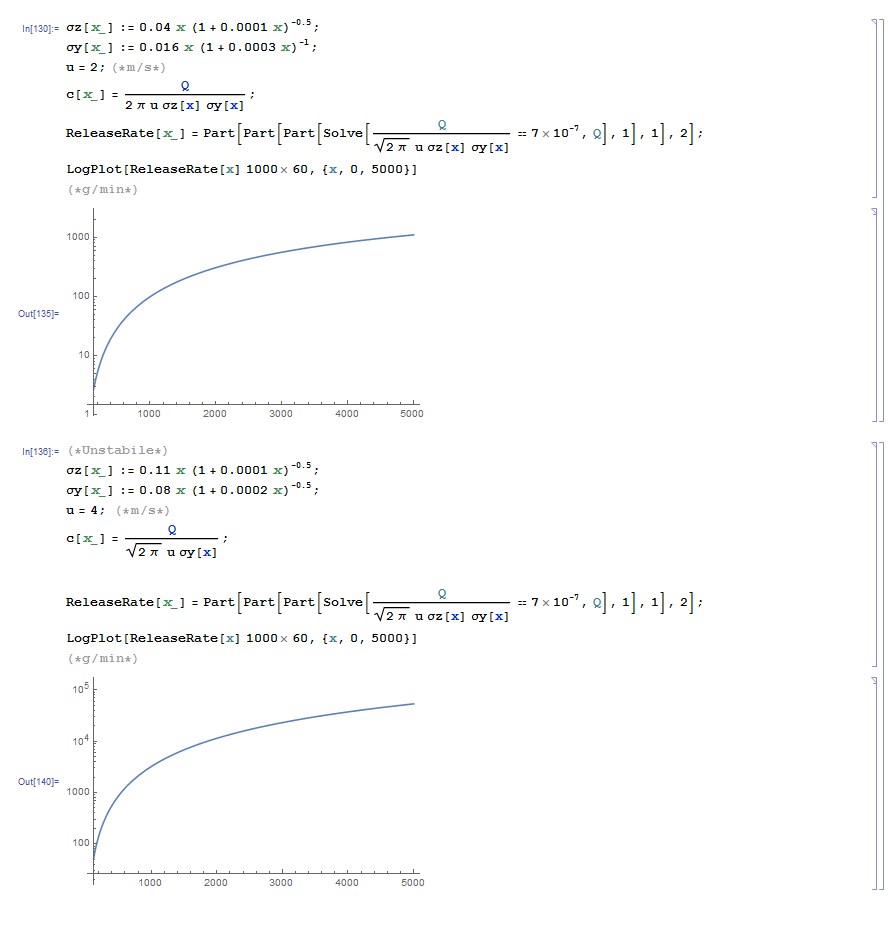 In[130]:= σz[x_] := 0.04 x (1 + 0.0001 x)^-0.5;
σy[x_] := 0.016 x (1 + 0.0003 x)^-1;
u = 2; (*m/s*)
c[x_] = Q / 2 π u σz[x] σy[x] ;
ReleaseRate[x_] = Part[Part[Part[Solve[Q / √2 π u σz[x] σy[x] == 7 × 10^-7, Q], 1], 1], 2];
LogPlot[ReleaseRate[x] 1000 × 60, {x, 0, 5000}]
(*g/min*)
1000
100
Out[135]=
10
1
1000 2000 3000 4000 5000
In[136]:= (*Unstabile*)
σz[x_] := 0.11 x (1 + 0.0001 x)^-0.5;
σy[x_] := 0.08 x (1 + 0.0002 x)^-0.5;
u = 4; (*m/s*)
c[x_] = Q / √2 π u σy[x] ;
ReleaseRate[x_] = Part[Part[Part[Solve[Q / √2 π u σz[x] σy[x] == 7 × 10^-7, Q], 1], 1], 2];
LogPlot[ReleaseRate[x] 1000 × 60, {x, 0, 5000}]
(*g/min*)
10^5
10^4
Out[140]=
1000
100
1000 2000 3000 4000 5000